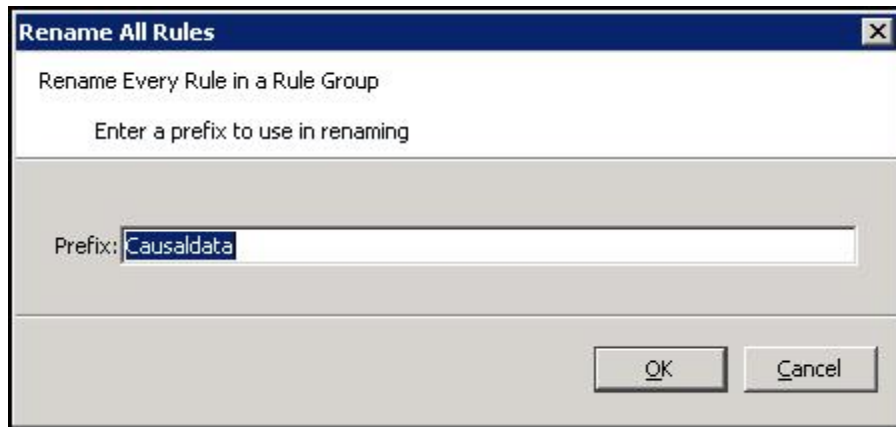 Rename All Rules
Rename Every Rule in a Rule Group
Enter a prefix to use in renaming
Prefix: Causaldata
OK Cancel